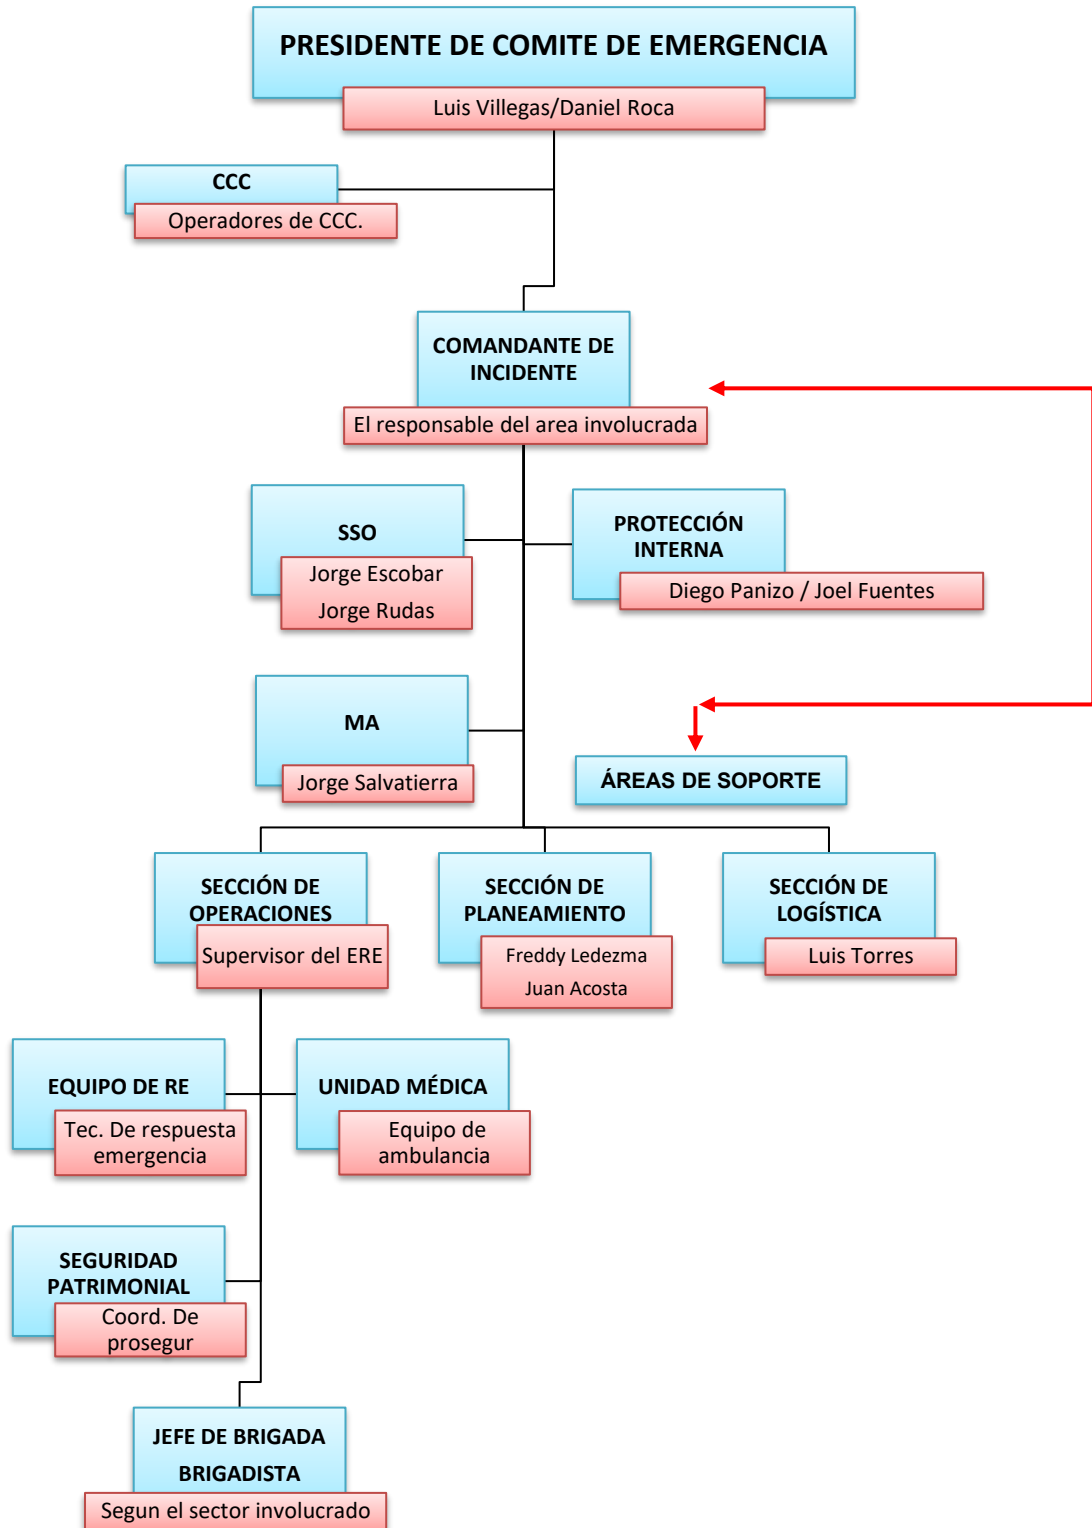 PRESIDENTE DE COMITE DE EMERGENCIA
Luis Villegas/Daniel Roca
CCC
Operadores de CCC.
COMANDANTE DE
INCIDENTE
El responsable del area involucrada
SSO
Jorge Escobar
Jorge Rudas
PROTECCIÓN
INTERNA
Diego Panizo / Joel Fuentes
MA
Jorge Salvatierra
ÁREAS DE SOPORTE
SECCIÓN DE
OPERACIONES
Supervisor del ERE
SECCIÓN DE
PLANEAMIENTO
Freddy Ledezma
Juan Acosta
SECCIÓN DE
LOGÍSTICA
Luis Torres
EQUIPO DE RE
Tec. De respuesta
emergencia
UNIDAD MÉDICA
Equipo de
ambulancia
SEGURIDAD
PATRIMONIAL
Coord. De
prosegur
JEFE DE BRIGADA
BRIGADISTA
Segun el sector involucrado